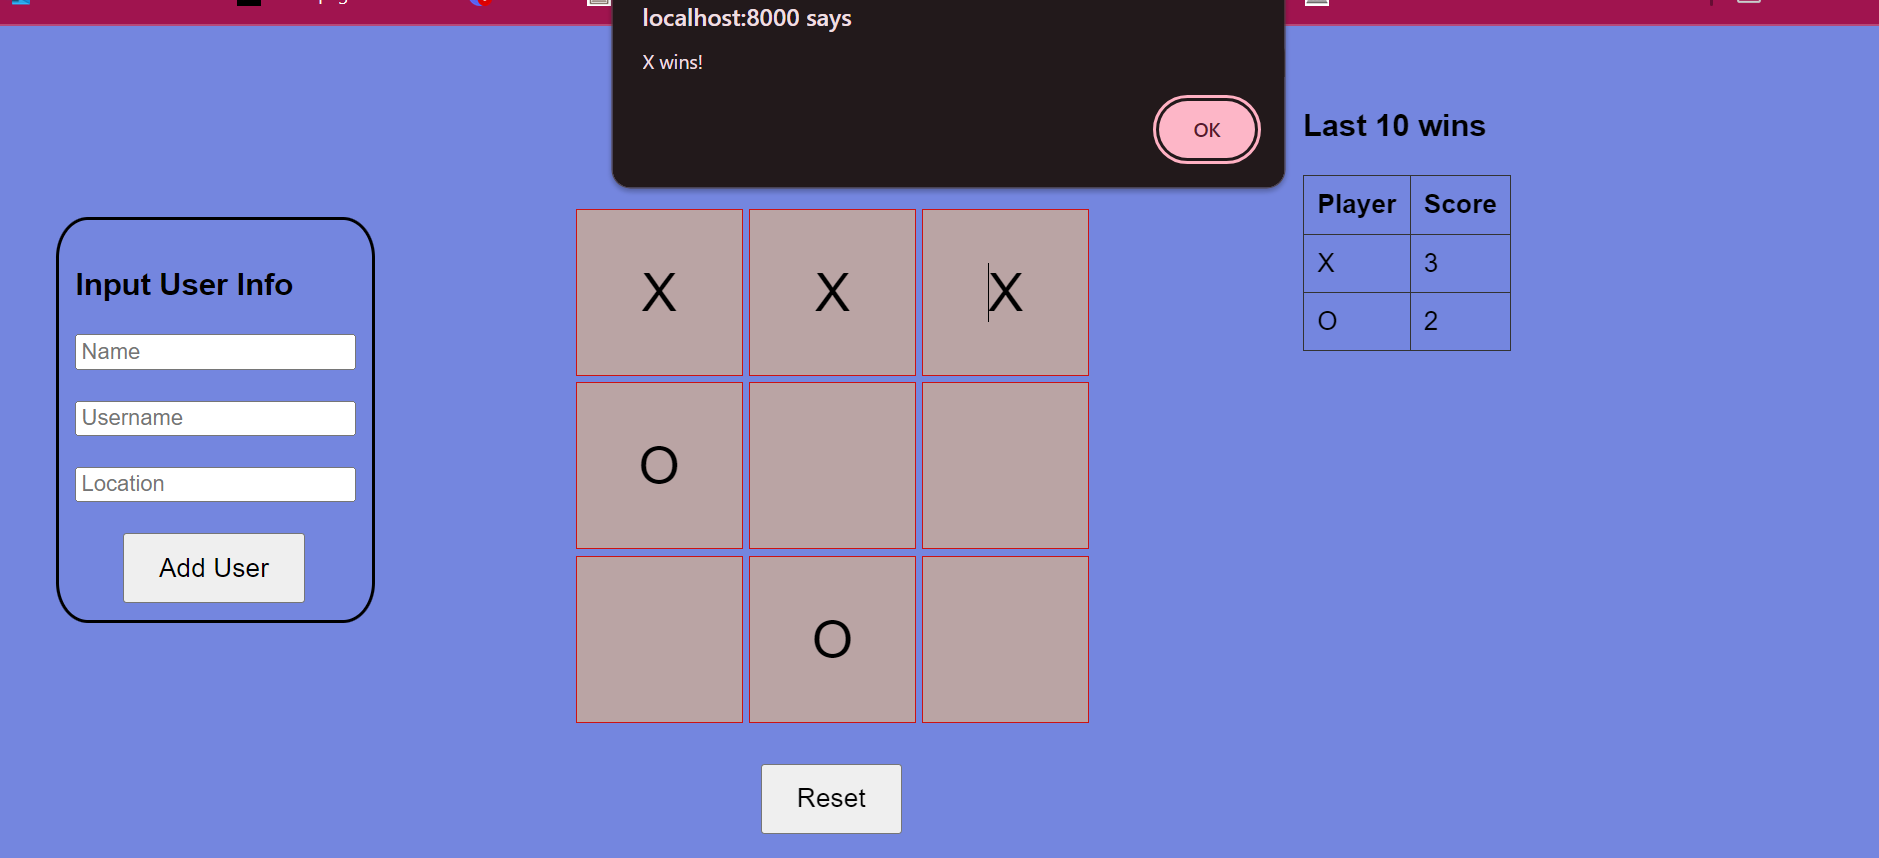 localhost:8000 says
X wins!
OK
Input User Info
Name
Username
Location
Add User
X X X
O
O
Reset
Last 10 wins
Player Score
X 3
O 2